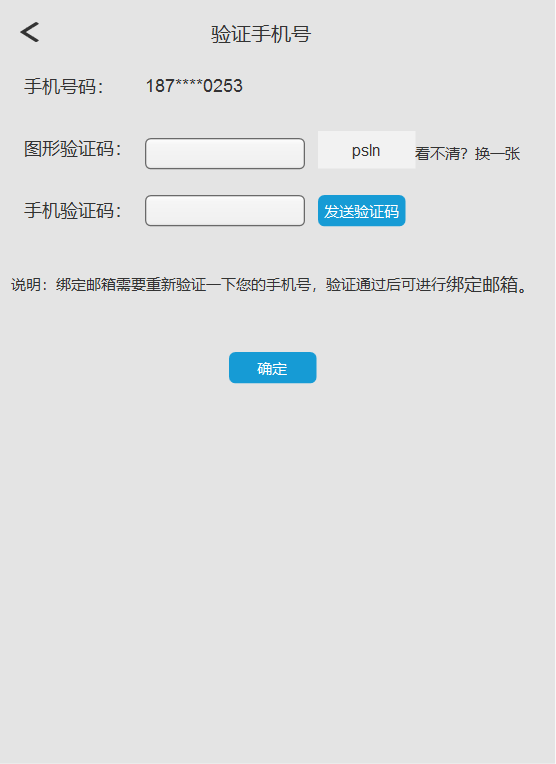 验证手机号
手机号码： 187****0253
图形验证码： psln 看不清？换一张
手机验证码： 发送验证码
说明：绑定邮箱需要重新验证一下您的手机号，验证通过后可进行绑定邮箱。
确定